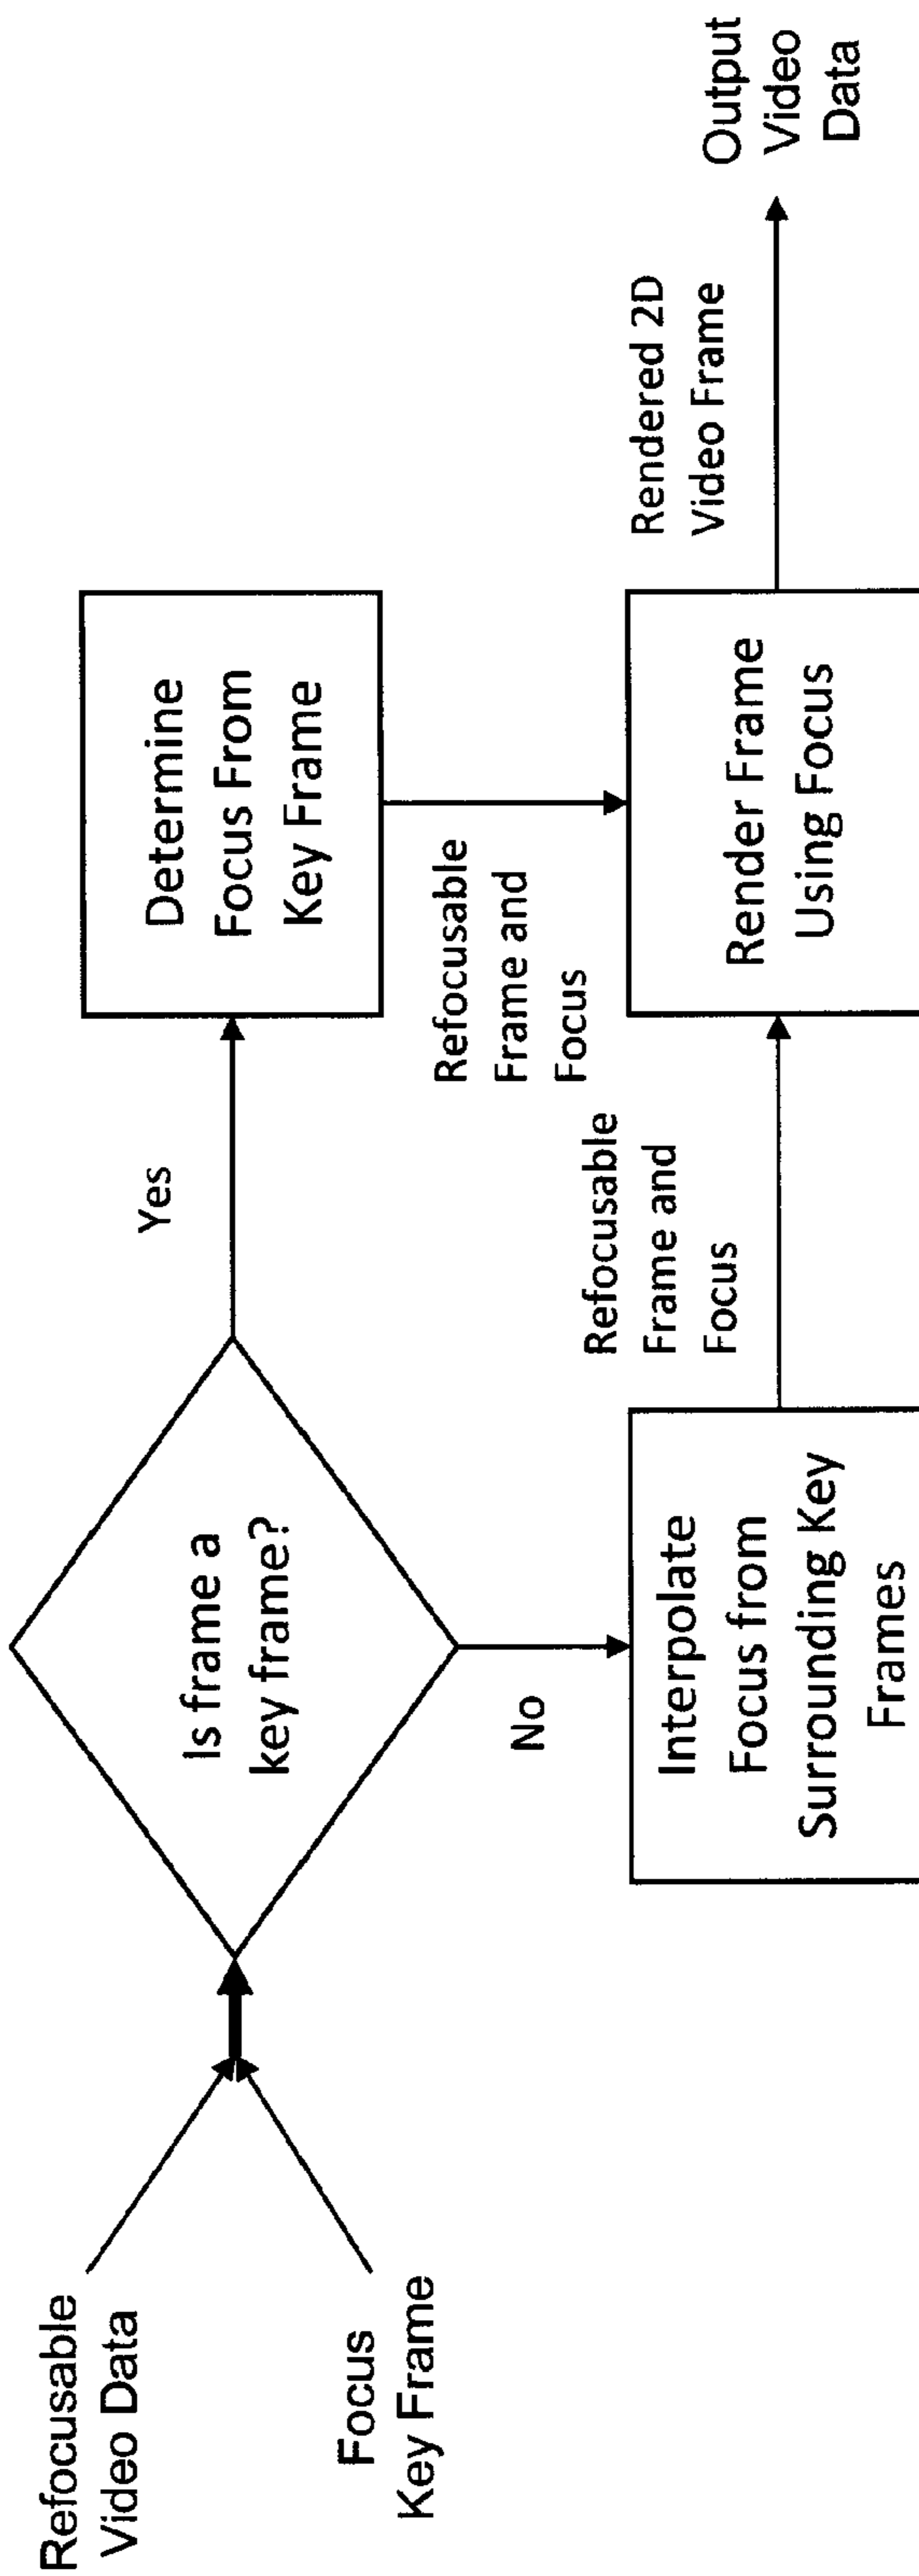 Refocusable
Video Data
Focus
Key Frame
Is frame a
key frame?
Yes
No
Determine
Focus From
Key Frame
Refocusable
Frame and
Focus
Interpolate
Focus from
Surrounding Key
Frames
Refocusable
Frame and
Focus
Render Frame
Using Focus
Rendered 2D
Video Frame
Output
Video
Data